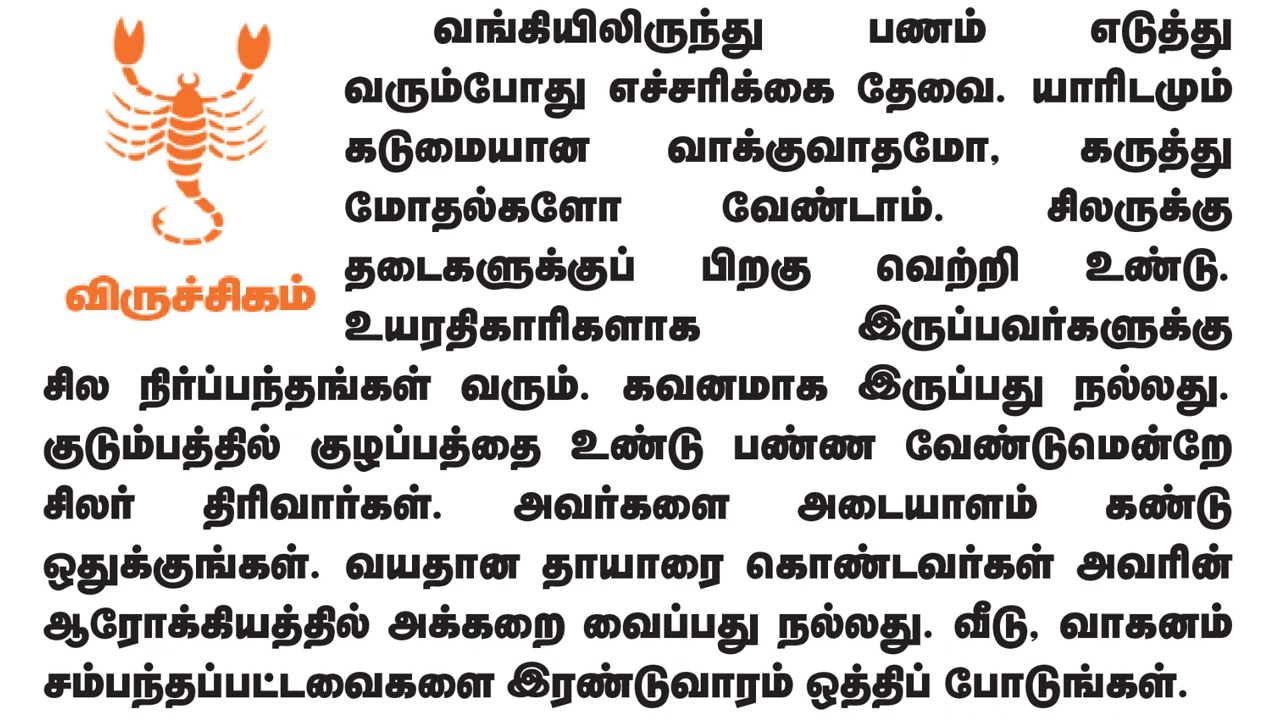 வங்கியிலிருந்து பணம் எடுத்து
வரும்போது எச்சரிக்கை தேவை. யாரிடமும்
கடுமையான வாக்குவாதமோ, கருத்து
மோதல்களோ வேண்டாம். சிலருக்கு
தடைகளுக்குப் பிறகு வெற்றி உண்டு.
விருச்சிகம்
உயரதிகாரிகளாக இருப்பவர்களுக்கு
சில நிர்ப்பந்தங்கள் வரும். கவனமாக இருப்பது நல்லது.
குடும்பத்தில் குழப்பத்தை உண்டு பண்ண வேண்டுமென்றே
சிலர் திரிவார்கள். அவர்களை அடையாளம் கண்டு
ஒதுக்குங்கள். வயதான தாயாரை கொண்டவர்கள் அவரின்
ஆரோக்கியத்தில் அக்கறை வைப்பது நல்லது. வீடு, வாகனம்
சம்பந்தப்பட்டவைகளை இரண்டுவாரம் ஒத்திப் போடுங்கள்.